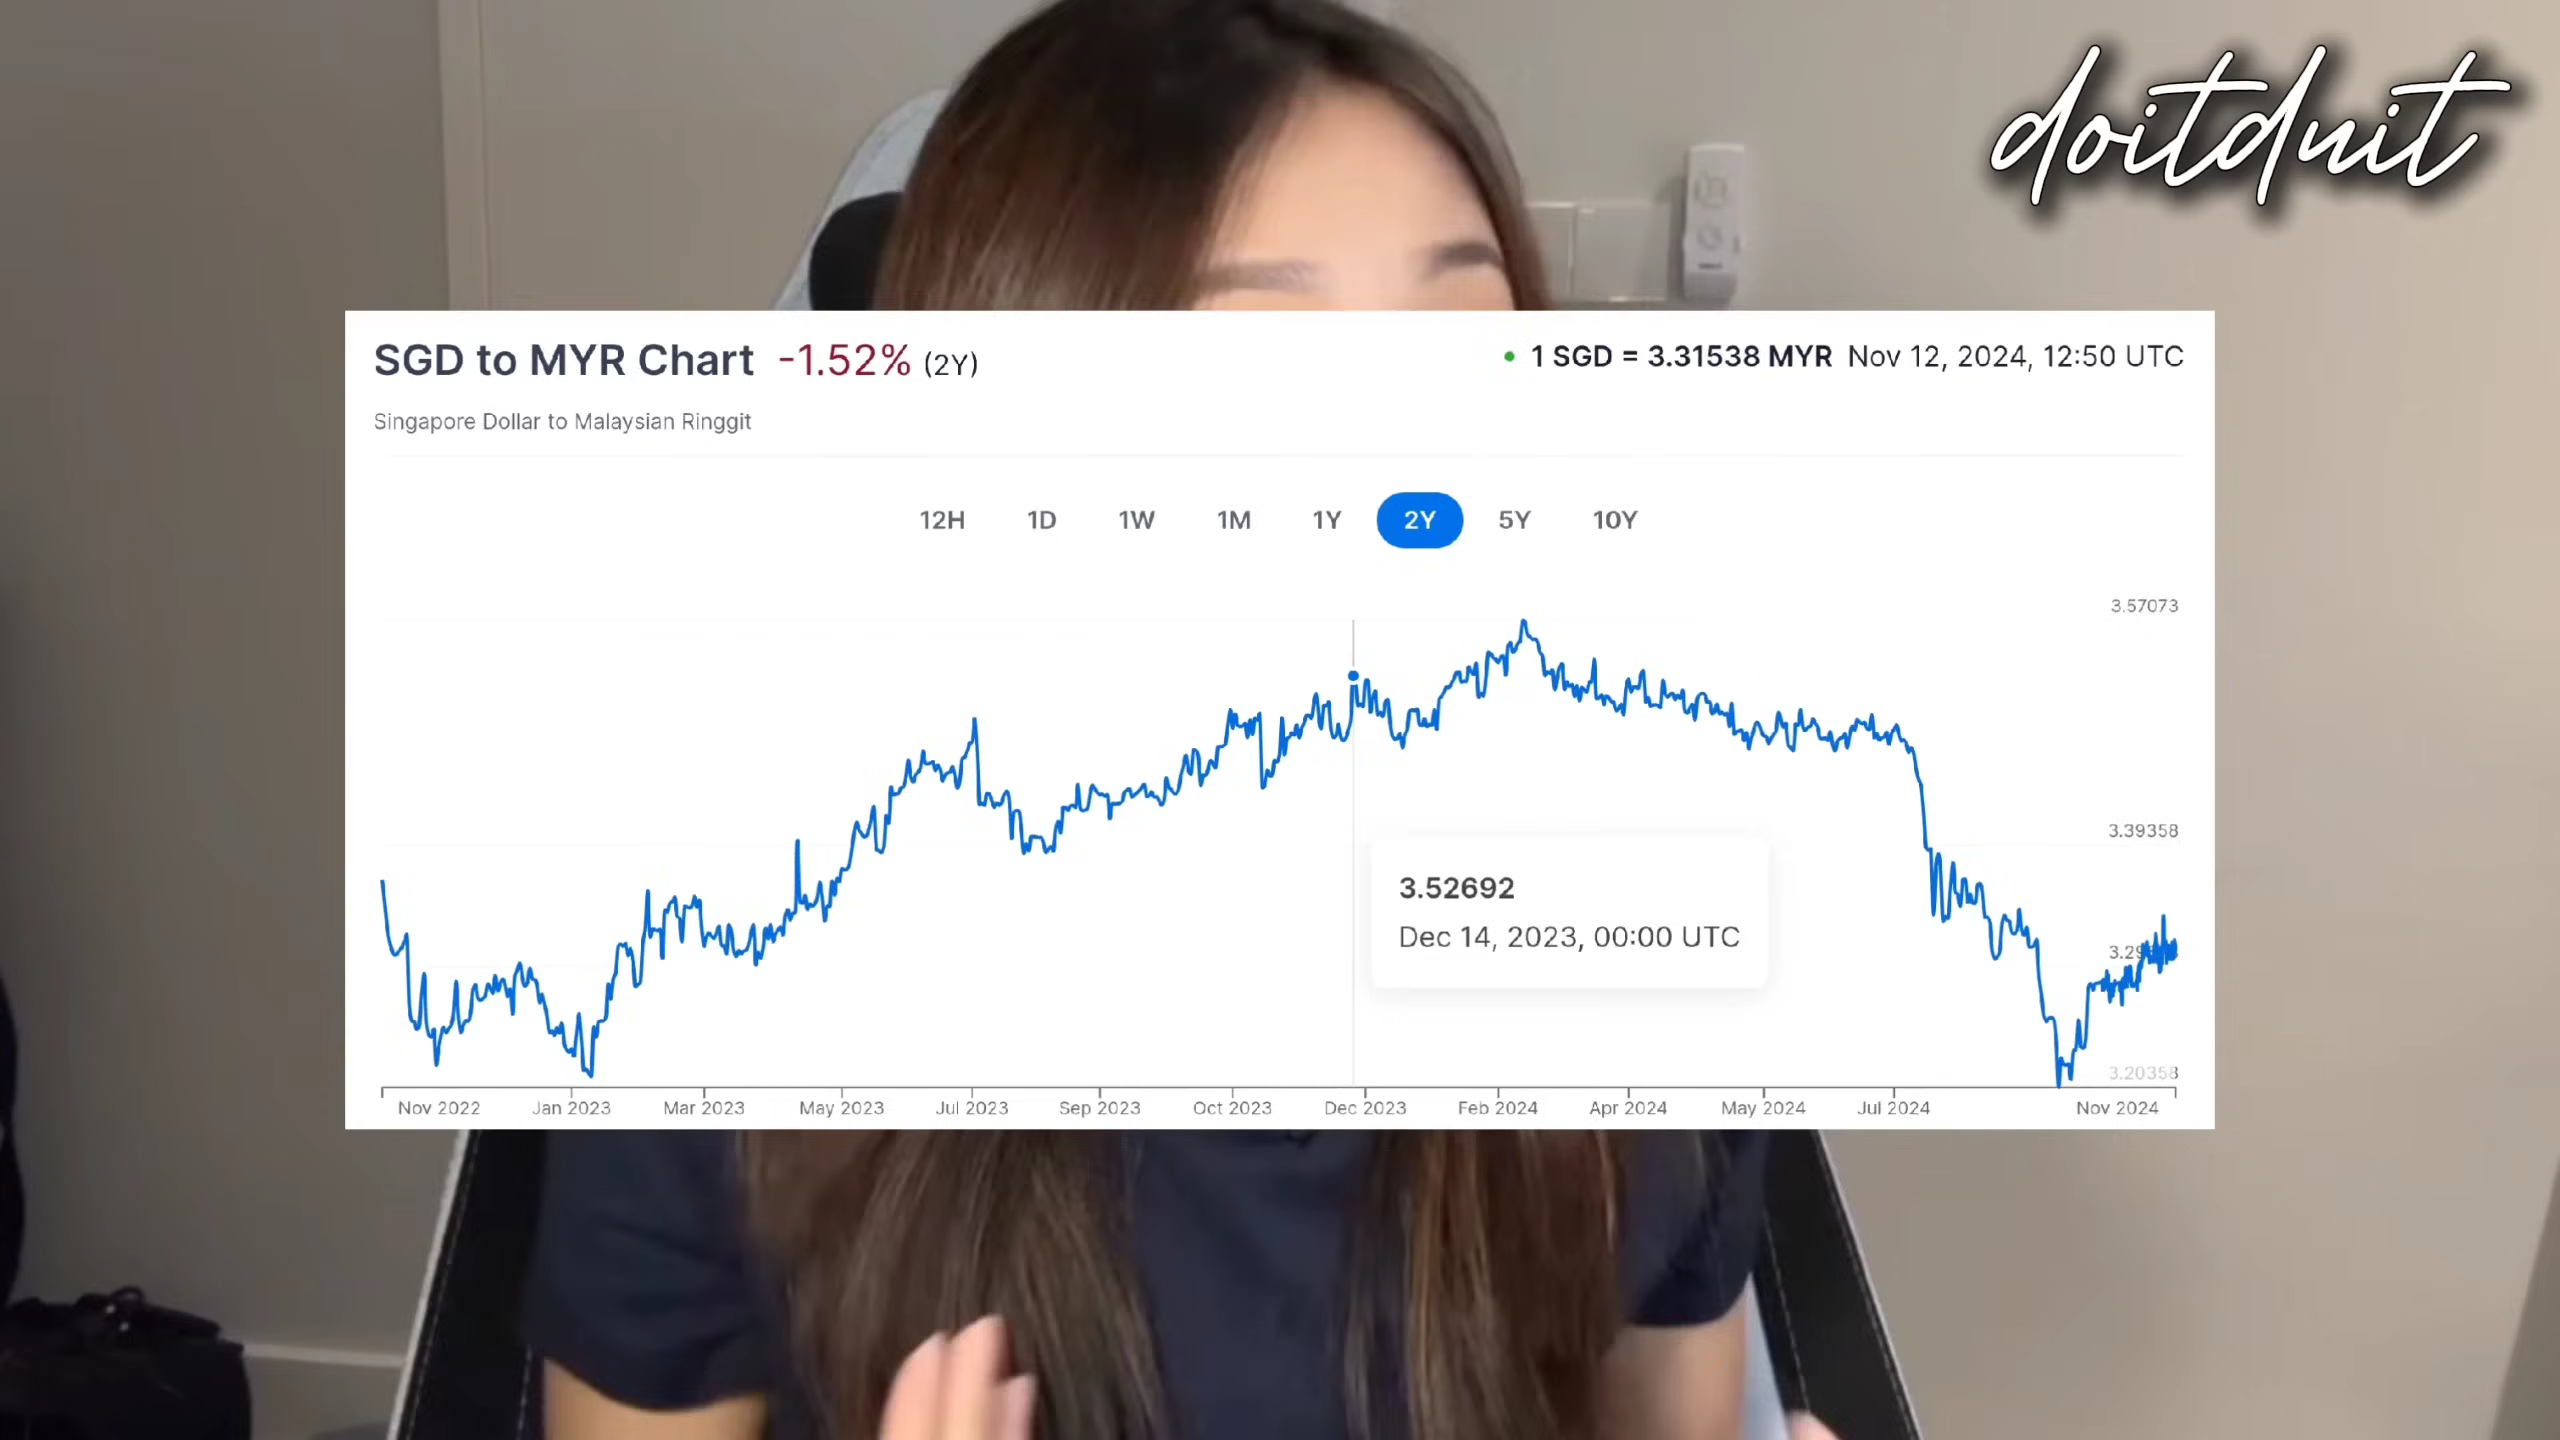 doitduit
SGD to MYR Chart -1.52% (2Y)
1 SGD = 3.31538 MYR Nov 12, 2024, 12:50 UTC
Singapore Dollar to Malaysian Ringgit
12H 1D 1W 1M 1Y 2Y 5Y 10Y
3.57073
3.39358
3.52692
Dec 14, 2023, 00:00 UTC
3.20358
Nov 2022 Jan 2023 Mar 2023 May 2023 Jul 2023 Sep 2023 Oct 2023 Dec 2023 Feb 2024 Apr 2024 May 2024 Jul 2024 Nov 2024